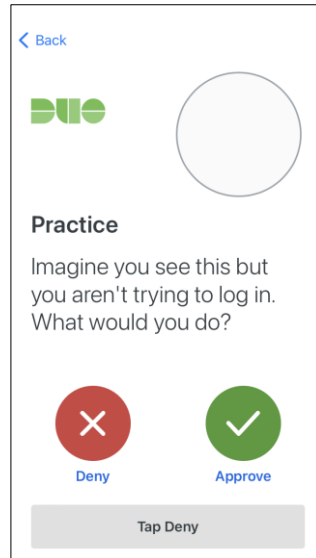 Back
DUO
Practice
Imagine you see this but
you aren't trying to log in.
What would you do?
Deny
Approve
Tap Deny